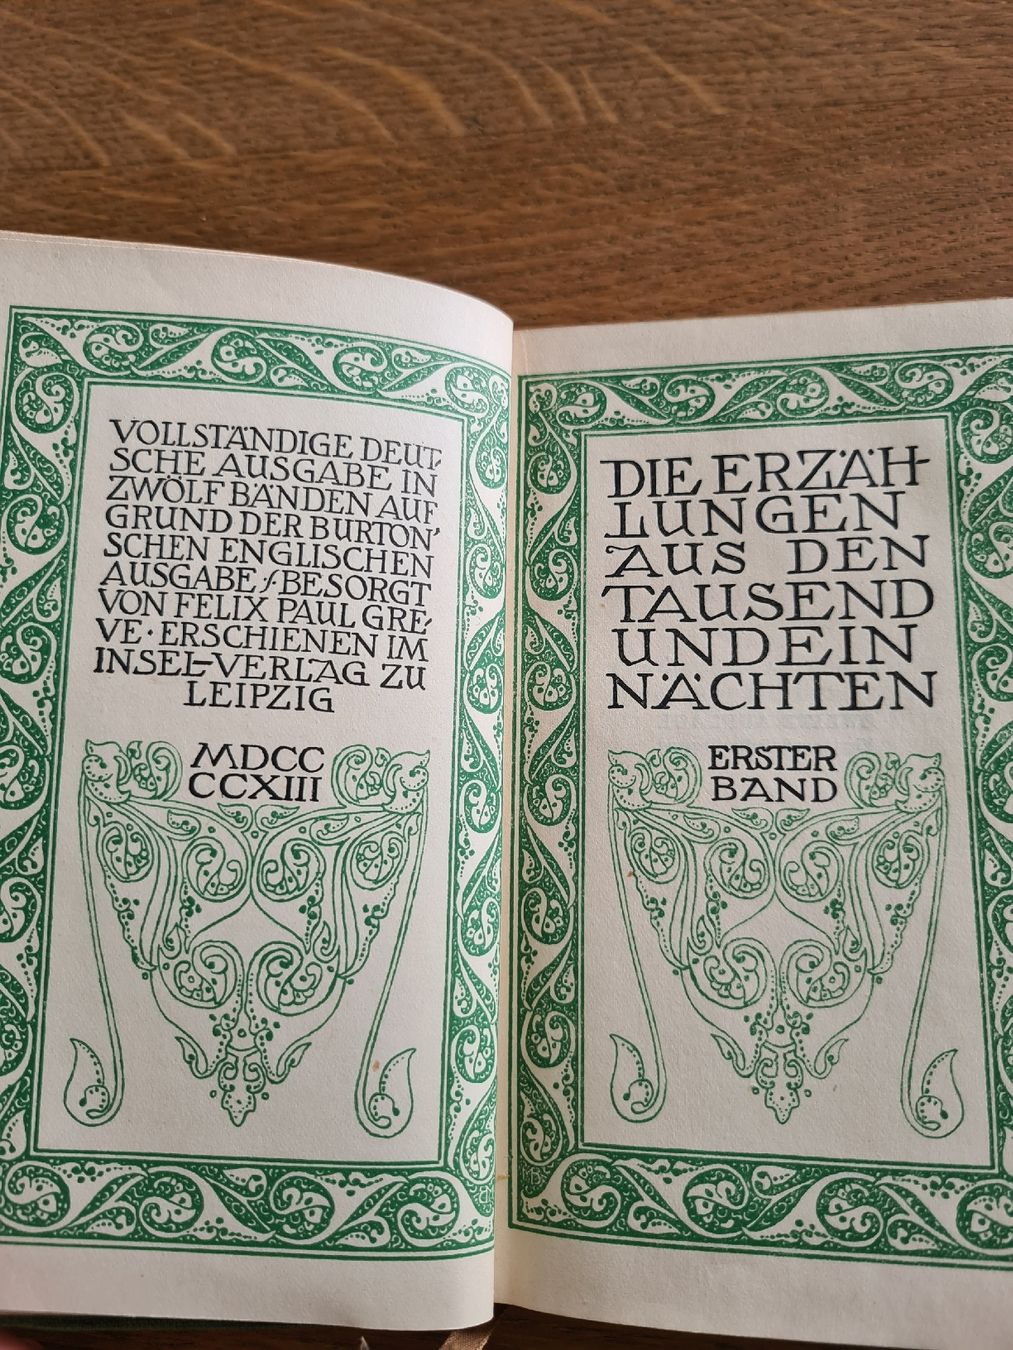 VOLLSTÄNDIGE DEUT-
SCHE AUSGABE IN
ZWÖLF BÄNDEN AUF
GRUND DER BURTON-
SCHEN ENGLISCHEN
AUSGABE / BESORGT
VON FELIX PAUL GRE-
VE · ERSCHIENEN IM
INSEL-VERLAG ZU
LEIPZIG
MDCC
CCXIII
DIE ERZÄH-
LUNGEN
AUS DEN
TAUSEND
UNDEIN
NÄCHTEN
ERSTER
BAND